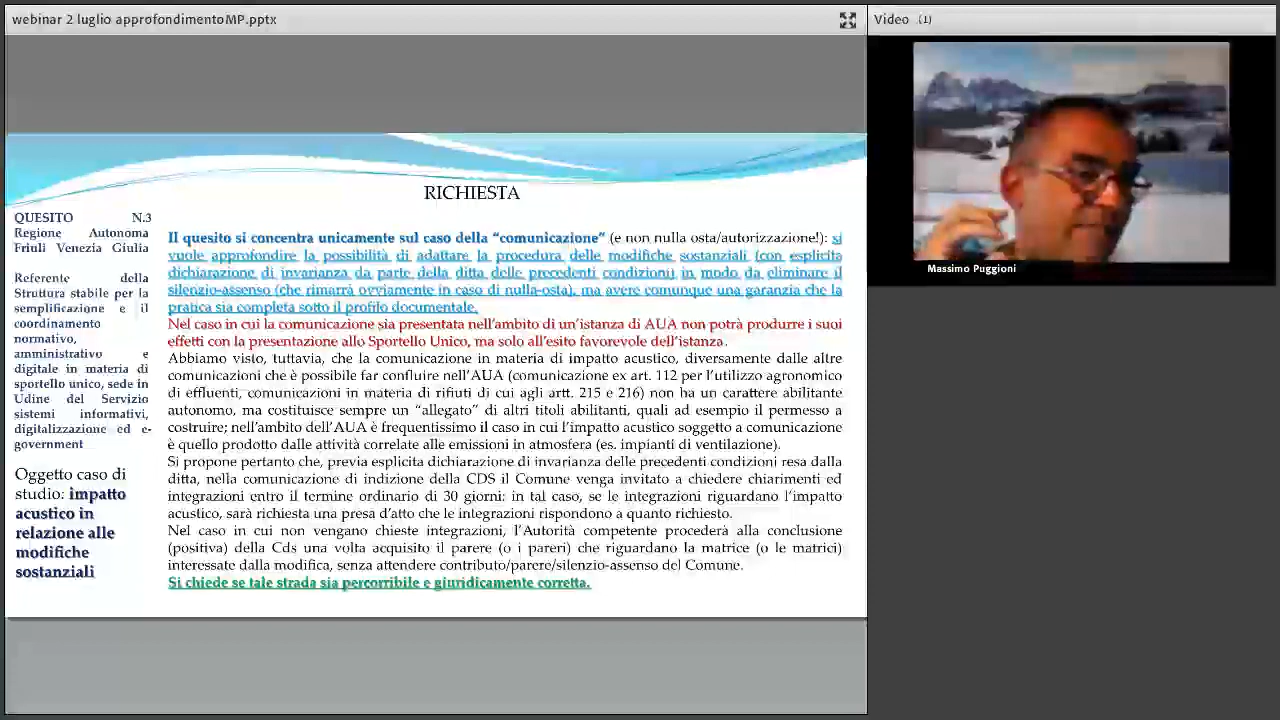 webinar 2 luglio approfondimentoMP.pptx
Video (1)
Massimo Puggioni
RICHIESTA
QUESITO N.3
Regione Autonoma
Friuli Venezia Giulia
Referente della
Struttura stabile per la
semplificazione e il
coordinamento
normativo,
amministrativo e
digitale in materia di
sportello unico, sede in
Udine del Servizio
sistemi informativi,
digitalizzazione ed e-
government
Oggetto caso di
studio: impatto
acustico in
relazione alle
modifiche
sostanziali
Il quesito si concentra unicamente sul caso della “comunicazione” (e non nulla osta/autorizzazione!): si
vuole approfondire la possibilità di adattare la procedura delle modifiche sostanziali (con esplicita
dichiarazione di invarianza da parte della ditta delle precedenti condizioni) in modo da eliminare il
silenzio-assenso (che rimarrà ovviamente in caso di nulla-osta), ma avere comunque una garanzia che la
pratica sia completa sotto il profilo documentale.
Nel caso in cui la comunicazione sia presentata nell’ambito di un’istanza di AUA non potrà produrre i suoi
effetti con la presentazione allo Sportello Unico, ma solo all’esito favorevole dell’istanza.
Abbiamo visto, tuttavia, che la comunicazione in materia di impatto acustico, diversamente dalle altre
comunicazioni che è possibile far confluire nell’AUA (comunicazione ex art. 112 per l’utilizzo agronomico
di effluenti, comunicazioni in materia di rifiuti di cui agli artt. 215 e 216) non ha un carattere abilitante
autonomo, ma costituisce sempre un “allegato” di altri titoli abilitanti, quali ad esempio il permesso a
costruire; nell’ambito dell’AUA è frequentissimo il caso in cui l’impatto acustico soggetto a comunicazione
è quello prodotto dalle attività correlate alle emissioni in atmosfera (es. impianti di ventilazione).
Si propone pertanto che, previa esplicita dichiarazione di invarianza delle precedenti condizioni resa dalla
ditta, nella comunicazione di indizione della CDS il Comune venga invitato a chiedere chiarimenti ed
integrazioni entro il termine ordinario di 30 giorni: in tal caso, se le integrazioni riguardano l’impatto
acustico, sarà richiesta una presa d’atto che le integrazioni rispondono a quanto richiesto.
Nel caso in cui non vengano chieste integrazioni, l’Autorità competente procederà alla conclusione
(positiva) della Cds una volta acquisito il parere (o i pareri) che riguardano la matrice (o le matrici)
interessate dalla modifica, senza attendere contributo/parere/silenzio-assenso del Comune.
Si chiede se tale strada sia percorribile e giuridicamente corretta.